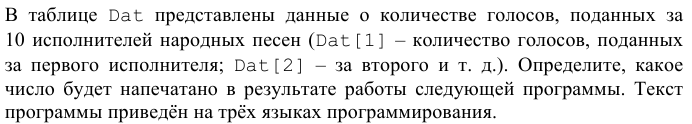 В таблице Dat представлены данные о количестве голосов, поданных за
10 исполнителей народных песен (Dat[1] – количество голосов, поданных
за первого исполнителя; Dat[2] – за второго и т. д.). Определите, какое
число будет напечатано в результате работы следующей программы. Текст
программы приведён на трёх языках программирования.